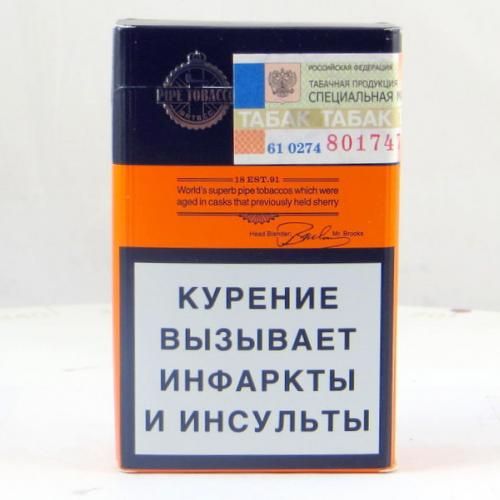 PIPE TOBACCO
РОССИЙСКАЯ ФЕДЕРАЦИЯ
ТАБАЧНАЯ ПРОДУКЦИЯ
СПЕЦИАЛЬНАЯ М
ТАБАК ТАБАК
61 0274 801747
18 EST.91
World's superb pipe tobaccos which were
aged in casks that previously held sherry
Head Blender: Mr. Brooks
КУРЕНИЕ
ВЫЗЫВАЕТ
ИНФАРКТЫ
И ИНСУЛЬТЫ